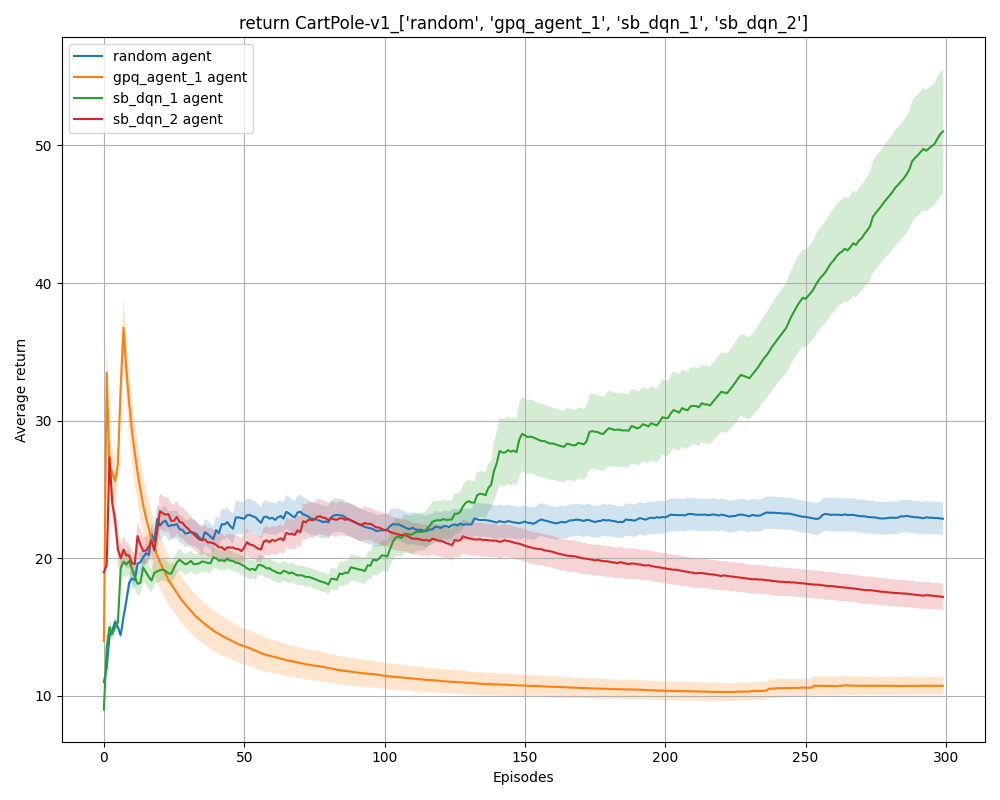 return CartPole-v1_['random', 'gpq_agent_1', 'sb_dqn_1', 'sb_dqn_2']
random agent
gpq_agent_1 agent
sb_dqn_1 agent
sb_dqn_2 agent
Average return
50
40
30
20
10
0 50 100 150 200 250 300
Episodes